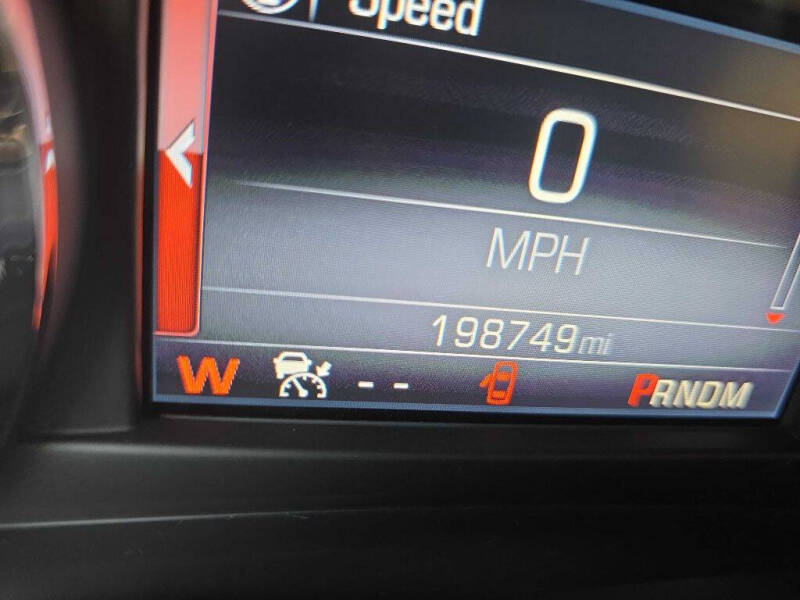 Speed
0
MPH
198749mi
W -- PRNDM